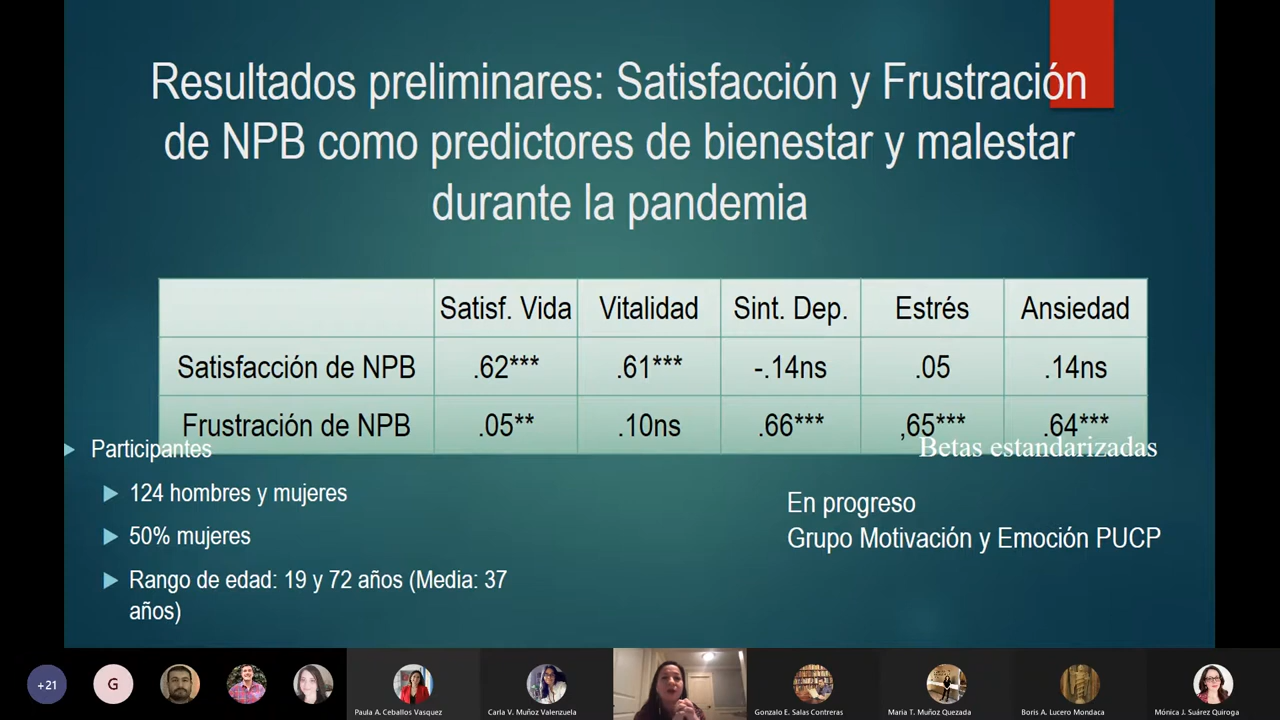 Resultados preliminares: Satisfacción y Frustración
de NPB como predictores de bienestar y malestar
durante la pandemia
Satisf. Vida Vitalidad Sint. Dep. Estrés Ansiedad
Satisfacción de NPB .62*** .61*** -.14ns .05 .14ns
Frustración de NPB .05** .10ns .66*** ,65*** .64***
Betas estandarizadas
Participantes
124 hombres y mujeres
50% mujeres
Rango de edad: 19 y 72 años (Media: 37
años)
En progreso
Grupo Motivación y Emoción PUCP
+21
G
Paula A. Ceballos Vasquez
Carla V. Muñoz Valenzuela
Gonzalo E. Salas Contreras
Maria T. Muñoz Quezada
Boris A. Lucero Mondaca
Mónica J. Suárez Quiroga